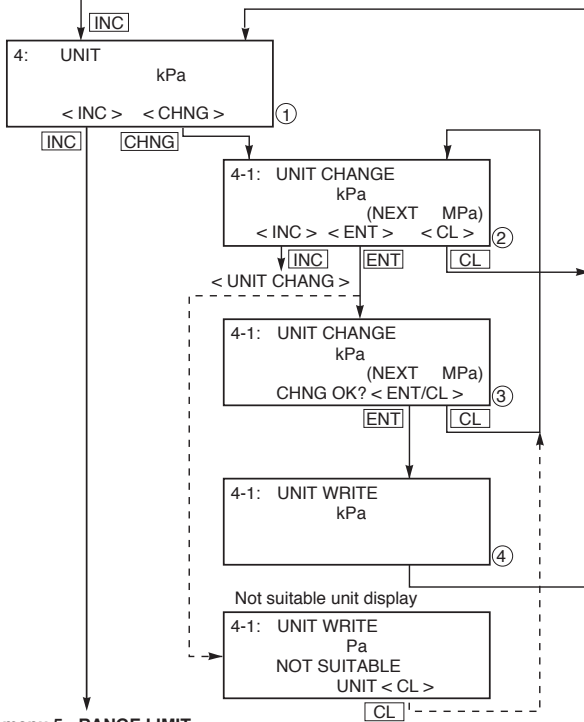 INC
4: UNIT
kPa
< INC > < CHNG >
①
INC CHNG
4-1: UNIT CHANGE
kPa
(NEXT MPa)
< INC > < ENT > < CL >
②
INC ENT CL
< UNIT CHANG >
4-1: UNIT CHANGE
kPa
(NEXT MPa)
CHNG OK? < ENT/CL >
③
ENT CL
4-1: UNIT WRITE
kPa
④
Not suitable unit display
4-1: UNIT WRITE
Pa
NOT SUITABLE
UNIT < CL >
CL
menu 5. RANGE LIMIT